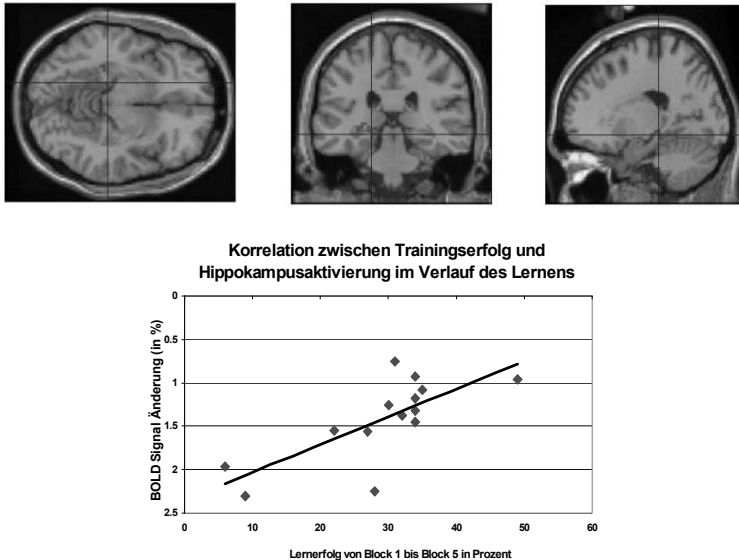 Korrelation zwischen Trainingserfolg und
Hippokampusaktivierung im Verlauf des Lernens
BOLD Signal Änderung (in %)
0
0.5
1
1.5
2
2.5
0 10 20 30 40 50 60
Lernerfolg von Block 1 bis Block 5 in Prozent